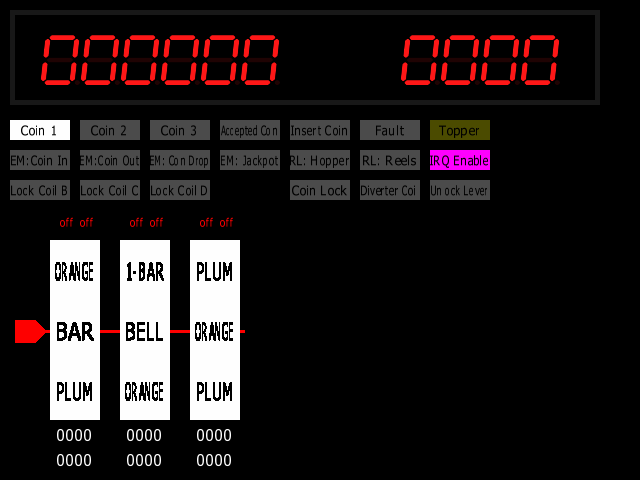 000000 0000
Coin 1 Coin 2 Coin 3 Accepted Con Insert Coin Fault Topper
EM:Coin In EM:Coin Out EM: Con Drop EM: Jackpot RL: Hopper RL: Reels IRQ Enable
Lock Coil B Lock Coil C Lock Coil D Coin Lock Diverter Coi Un ock Lever
off off off off off off
ORANGE 1-BAR PLUM
BAR BELL ORANGE
PLUM ORANGE PLUM
0000 0000 0000
0000 0000 0000